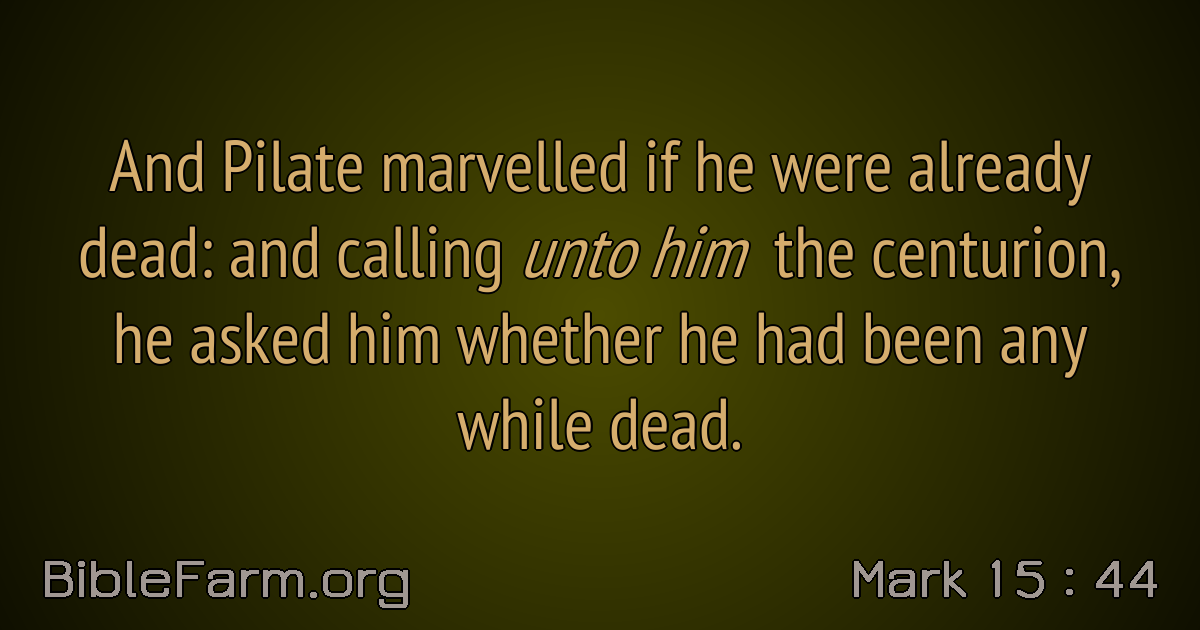 And Pilate marvelled if he were already
dead: and calling unto him the centurion,
he asked him whether he had been any
while dead.
BibleFarm.org
Mark 15 : 44